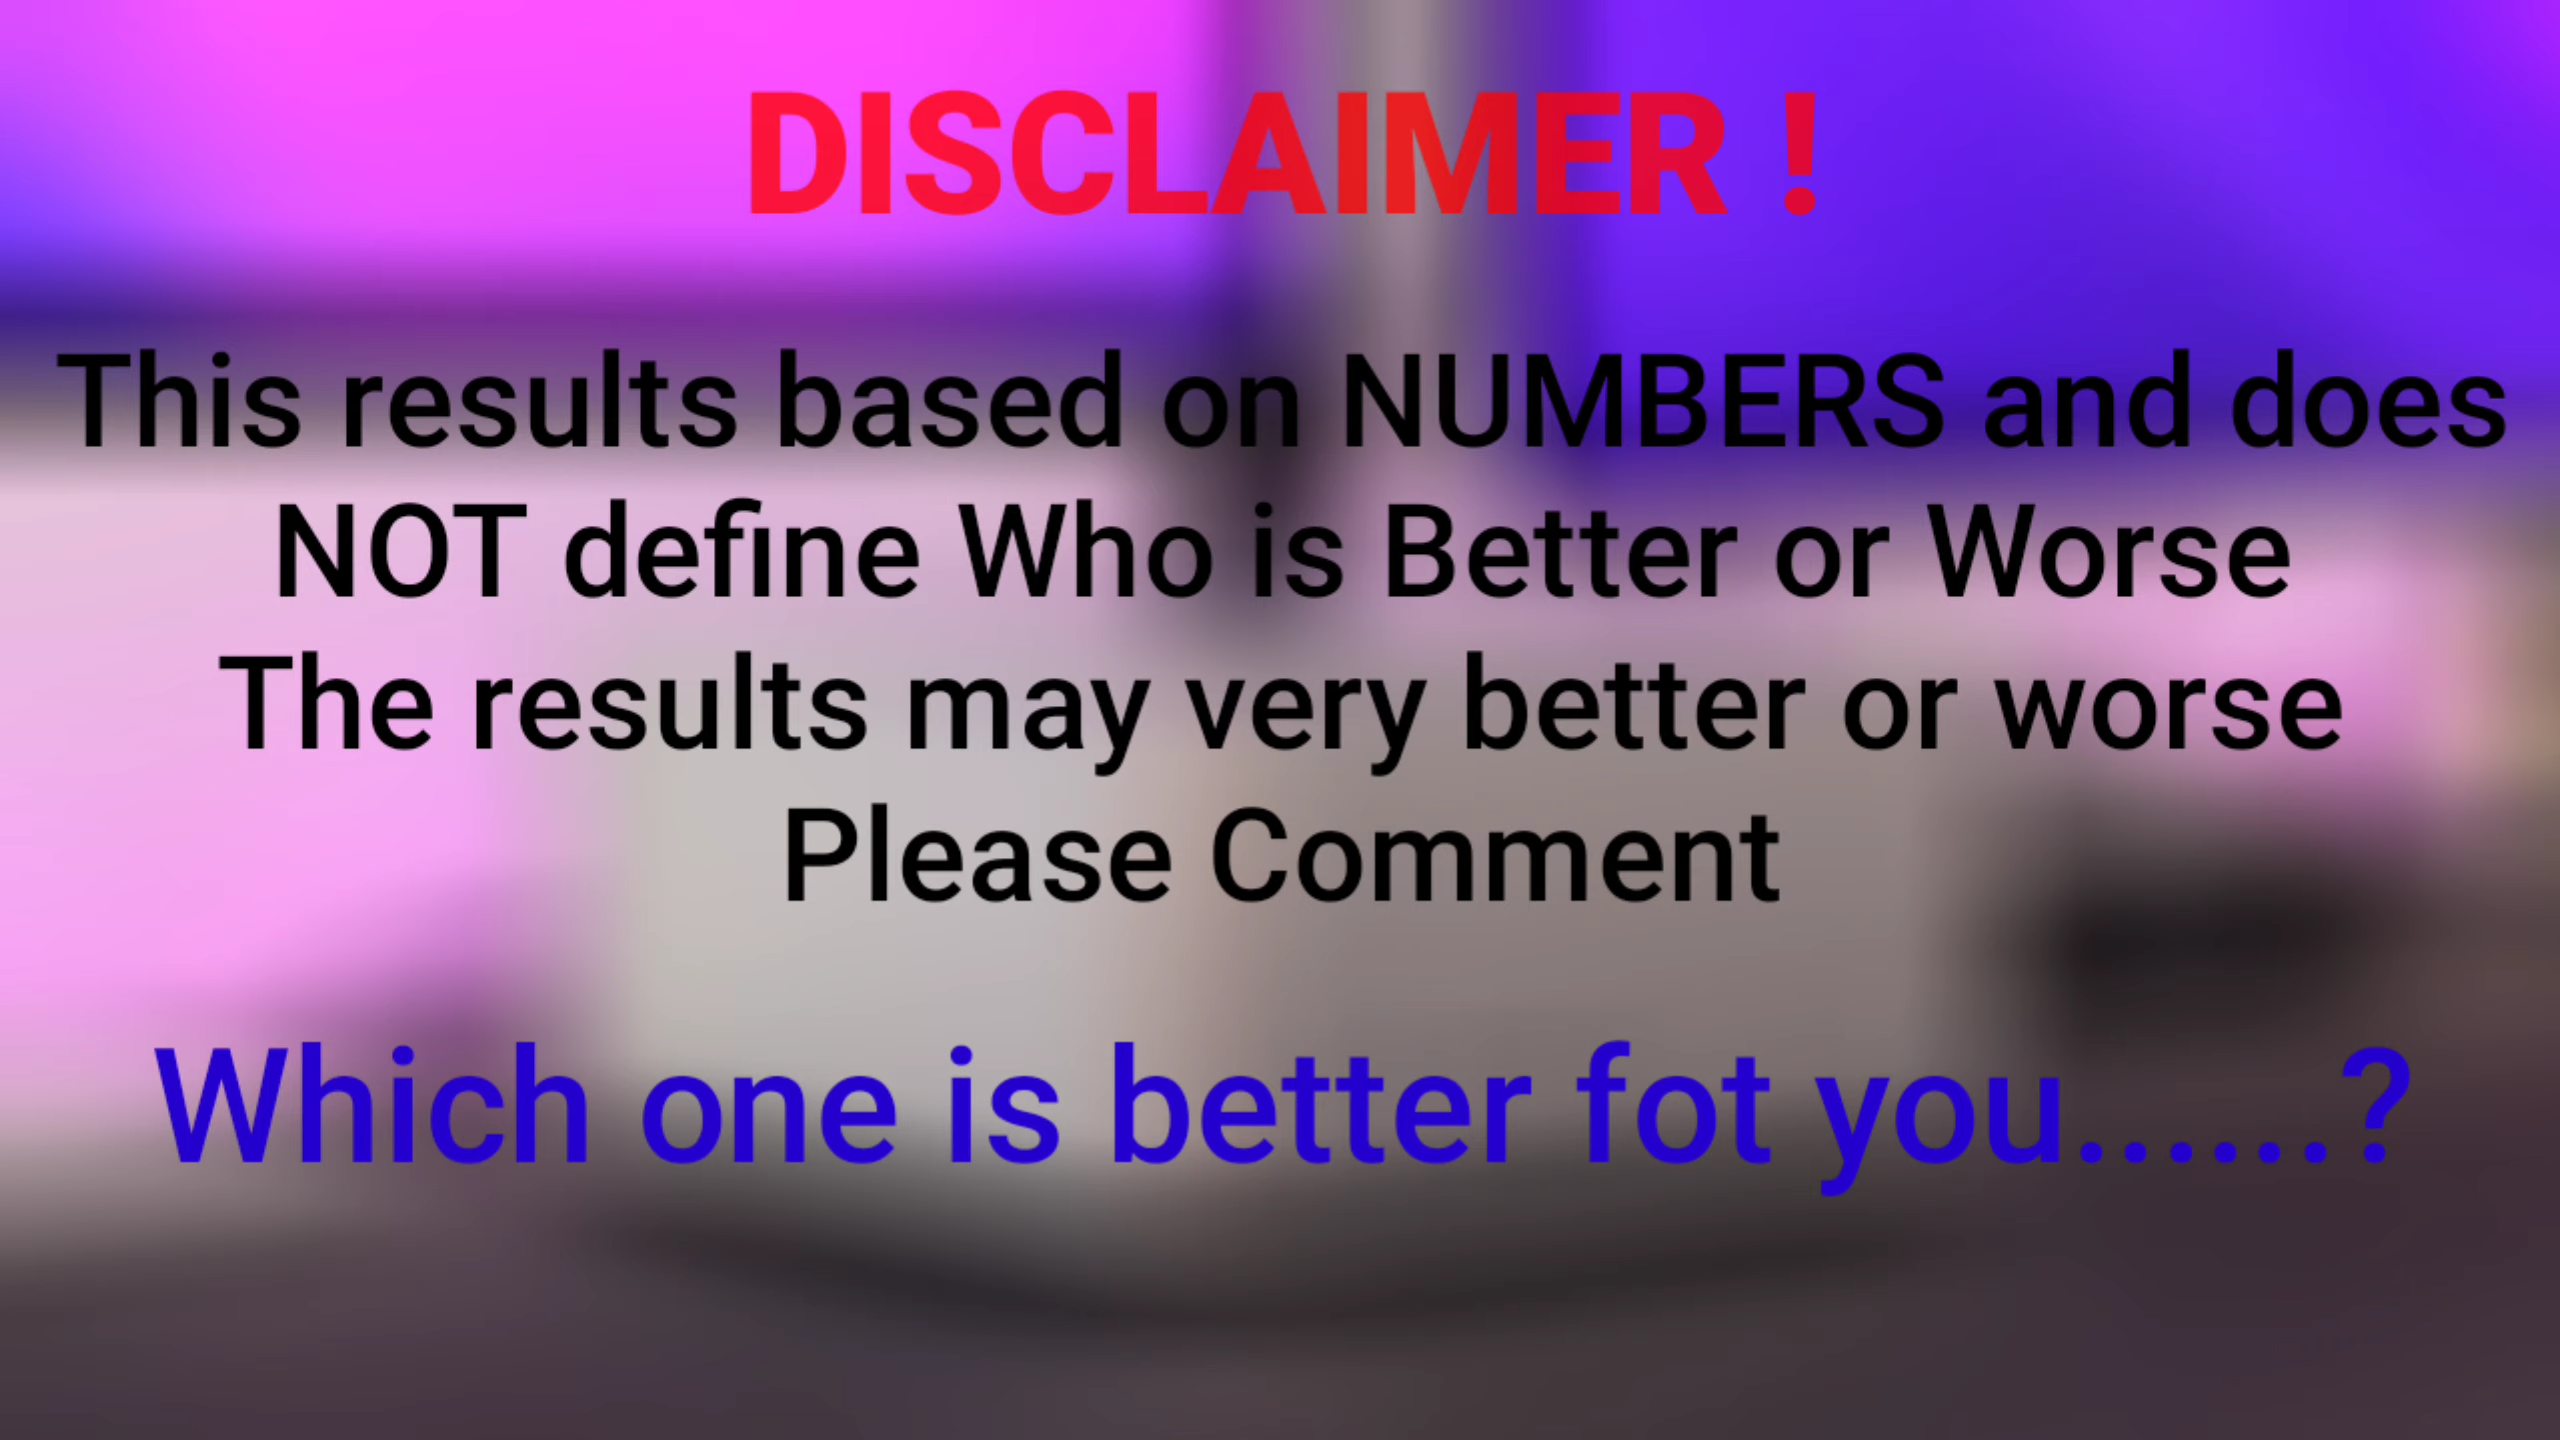 DISCLAIMER !
This results based on NUMBERS and does
NOT define Who is Better or Worse
The results may very better or worse
Please Comment
Which one is better fot you......?